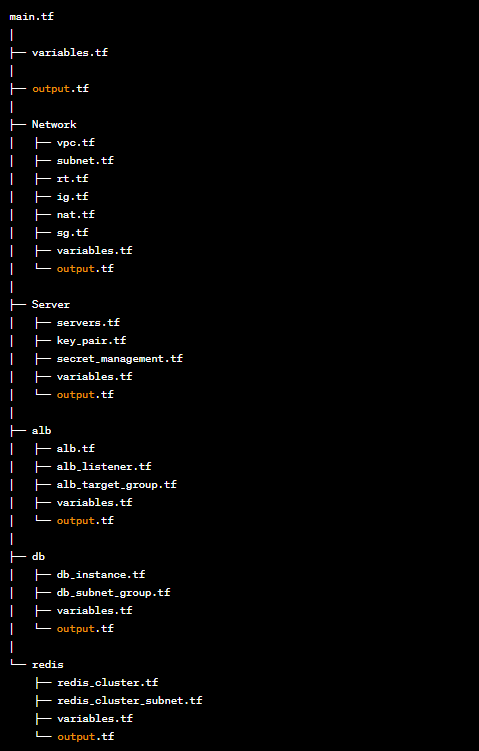 main.tf
│
├── variables.tf
│
├── output.tf
│
├── Network
│   ├── vpc.tf
│   ├── subnet.tf
│   ├── rt.tf
│   ├── ig.tf
│   ├── nat.tf
│   ├── sg.tf
│   ├── variables.tf
│   └── output.tf
│
├── Server
│   ├── servers.tf
│   ├── key_pair.tf
│   ├── secret_management.tf
│   ├── variables.tf
│   └── output.tf
│
├── alb
│   ├── alb.tf
│   ├── alb_listener.tf
│   ├── alb_target_group.tf
│   ├── variables.tf
│   └── output.tf
│
├── db
│   ├── db_instance.tf
│   ├── db_subnet_group.tf
│   ├── variables.tf
│   └── output.tf
│
└── redis
    ├── redis_cluster.tf
    ├── redis_cluster_subnet.tf
    ├── variables.tf
    └── output.tf